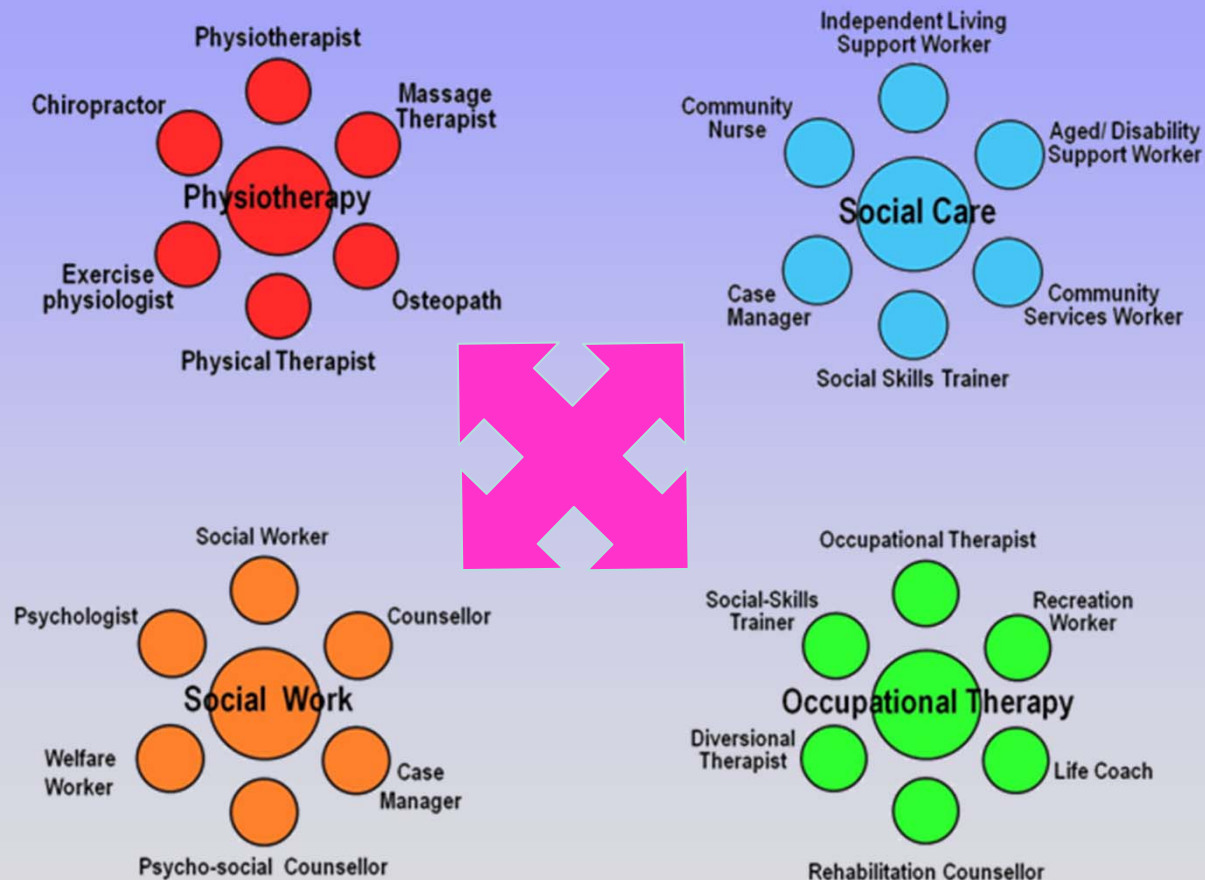 Physiotherapist
Chiropractor
Massage
Therapist
Physiotherapy
Exercise
physiologist
Osteopath
Physical Therapist
Independent Living
Support Worker
Community
Nurse
Aged/ Disability
Support Worker
Social Care
Case
Manager
Community
Services Worker
Social Skills Trainer
Social Worker
Psychologist
Counsellor
Social Work
Welfare
Worker
Case
Manager
Psycho-social Counsellor
Occupational Therapist
Social-Skills
Trainer
Recreation
Worker
Occupational Therapy
Diversional
Therapist
Life Coach
Rehabilitation Counsellor